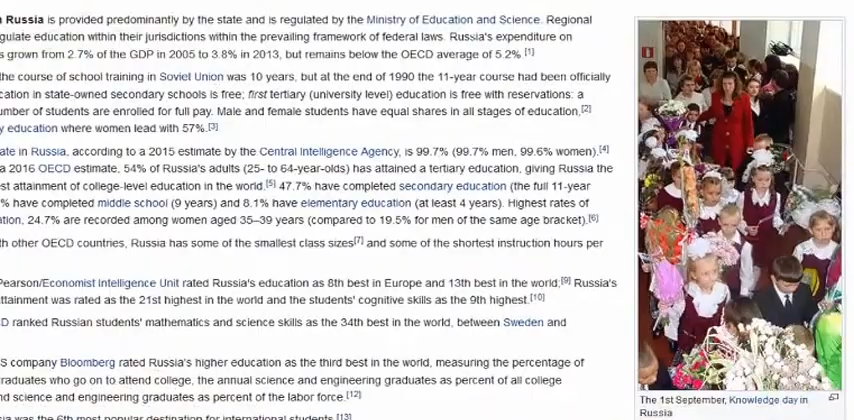 n Russia is provided predominantly by the state and is regulated by the Ministry of Education and Science. Regional
gulate education within their jurisdictions within the prevailing framework of federal laws. Russia's expenditure on
s grown from 2.7% of the GDP in 2005 to 3.8% in 2013, but remains below the OECD average of 5.2% [1]
the course of school training in Soviet Union was 10 years, but at the end of 1990 the 11-year course had been officially
cation in state-owned secondary schools is free; first tertiary (university level) education is free with reservations: a
umber of students are enrolled for full pay. Male and female students have equal shares in all stages of education,[2]
y education where women lead with 57%.[3]
ate in Russia, according to a 2015 estimate by the Central Intelligence Agency, is 99.7% (99.7% men, 99.6% women).[4]
a 2016 OECD estimate, 54% of Russia's adults (25- to 64-year-olds) has attained a tertiary education, giving Russia the
est attainment of college-level education in the world.[5] 47.7% have completed secondary education (the full 11-year
% have completed middle school (9 years) and 8.1% have elementary education (at least 4 years). Highest rates of
ation, 24.7% are recorded among women aged 35–39 years (compared to 19.5% for men of the same age bracket).[6]
th other OECD countries, Russia has some of the smallest class sizes[7] and some of the shortest instruction hours per
Pearson/Economist Intelligence Unit rated Russia's education as 8th best in Europe and 13th best in the world;[9] Russia's
ttainment was rated as the 21st highest in the world and the students' cognitive skills as the 9th highest.[10]
D ranked Russian students' mathematics and science skills as the 34th best in the world, between Sweden and
S company Bloomberg rated Russia's higher education as the third best in the world, measuring the percentage of
raduates who go on to attend college, the annual science and engineering graduates as percent of all college
nd science and engineering graduates as percent of the labor force.[12]
sia was the 6th most popular destination for international students.[13]
The 1st September, Knowledge day in
Russia